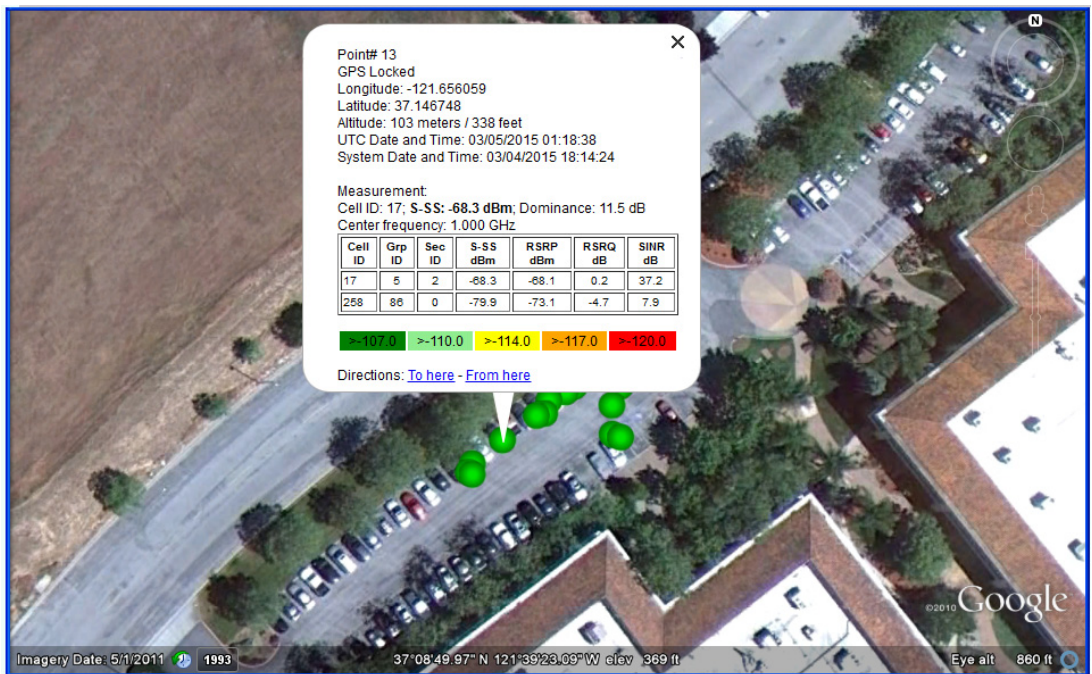 N
Point# 13
GPS Locked
Longitude: -121.656059
Latitude: 37.146748
Altitude: 103 meters / 338 feet
UTC Date and Time: 03/05/2015 01:18:38
System Date and Time: 03/04/2015 18:14:24
Measurement:
Cell ID: 17; S-SS: -68.3 dBm; Dominance: 11.5 dB
Center frequency: 1.000 GHz
Cell ID Grp ID Sec ID S-SS dBm RSRP dBm RSRQ dB SINR dB
17 5 2 -68.3 -68.1 0.2 37.2
258 86 0 -79.9 -73.1 -4.7 7.9
>-107.0 >-110.0 >-114.0 >-117.0 >-120.0
Directions: To here - From here
©2010 Google
Imagery Date: 5/1/2011 1993 37°08'49.97" N 121°39'23.09" W elev 369 ft Eye alt 860 ft